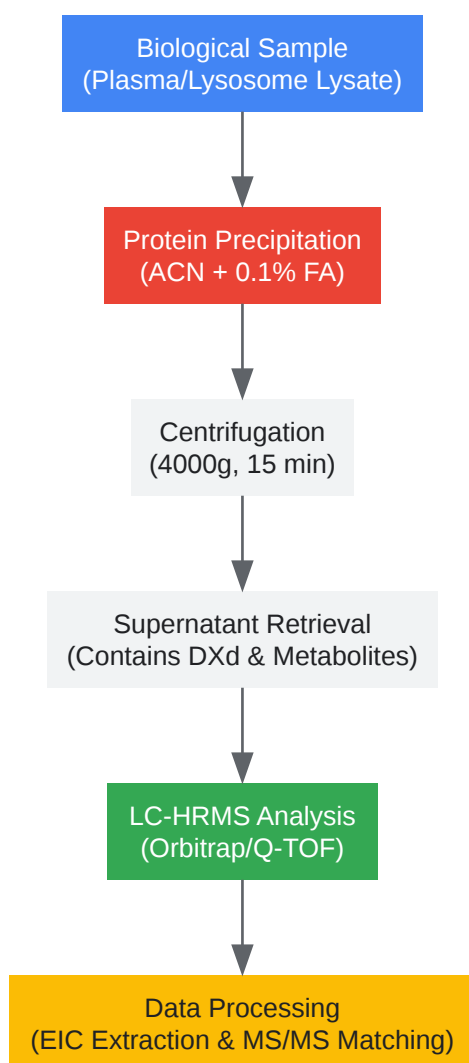 Biological Sample
(Plasma/Lysosome Lysate)
Protein Precipitation
(ACN + 0.1% FA)
Centrifugation
(4000g, 15 min)
Supernatant Retrieval
(Contains DXd & Metabolites)
LC-HRMS Analysis
(Orbitrap/Q-TOF)
Data Processing
(EIC Extraction & MS/MS Matching)